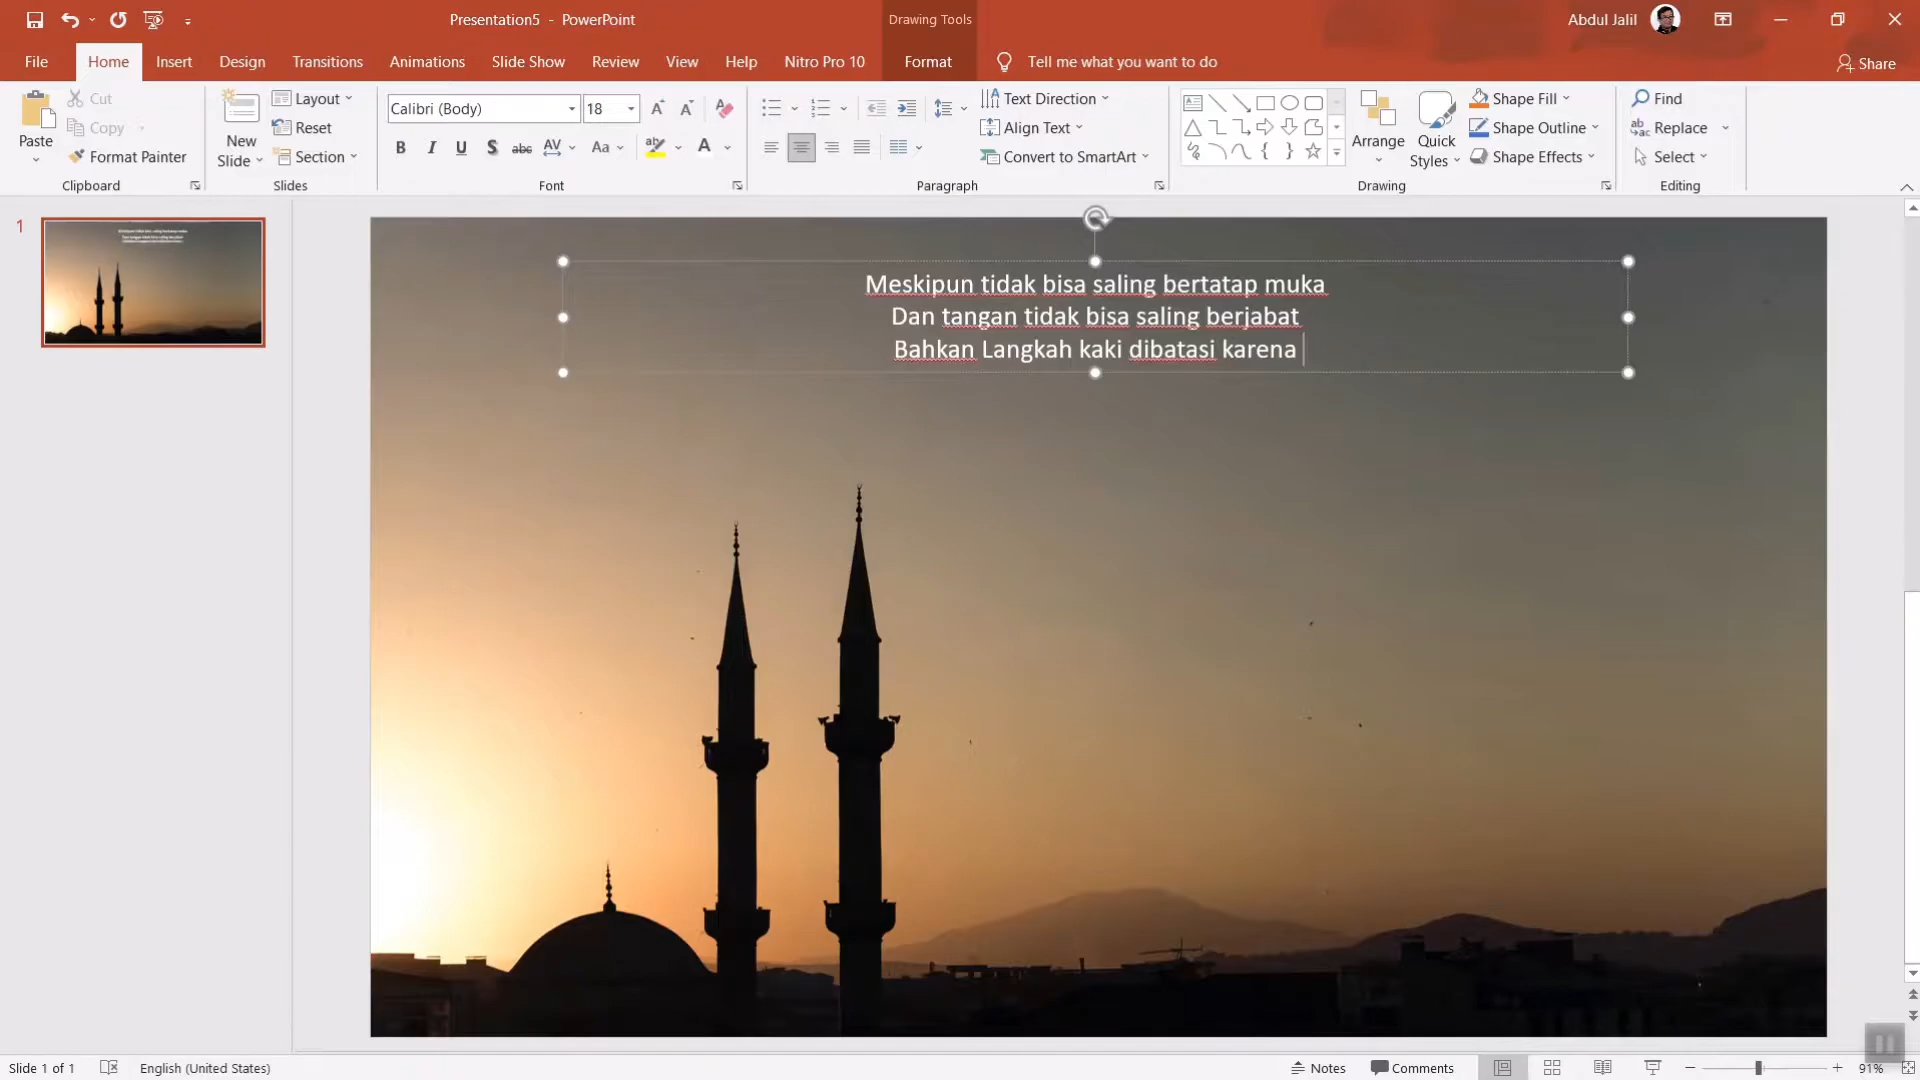 Presentation5 - PowerPoint
Drawing Tools
Abdul Jalil
File
Home
Insert
Design
Transitions
Animations
Slide Show
Review
View
Help
Nitro Pro 10
Format
Tell me what you want to do
Share
Paste
Cut
Copy
Format Painter
Clipboard
New
Slide
Layout
Reset
Section
Slides
Calibri (Body)
18
B I U S abc AV Aa A
Font
Text Direction
Align Text
Convert to SmartArt
Paragraph
Arrange
Quick
Styles
Shape Fill
Shape Outline
Shape Effects
Drawing
Find
Replace
Select
Editing
1
Meskipun tidak bisa saling bertatap muka
Dan tangan tidak bisa saling berjabat
Bahkan Langkah kaki dibatasi karena
Slide 1 of 1
English (United States)
Notes
Comments
91%